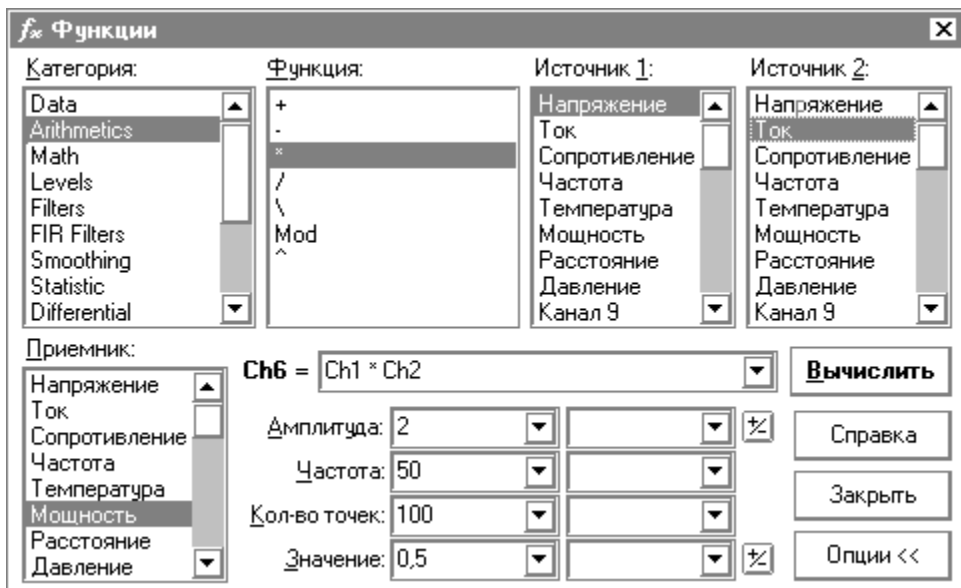 fx Функции
Категория: Функция: Источник 1: Источник 2:
Data + Напряжение Напряжение
Arithmetics - Ток Ток
Math * Сопротивление Сопротивление
Levels / Частота Частота
Filters \ Температура Температура
FIR Filters Mod Мощность Мощность
Smoothing ^ Расстояние Расстояние
Statistic Давление Давление
Differential Канал 9 Канал 9
Приемник:
Напряжение Ch6 = Ch1 * Ch2 Вычислить
Ток Амплитуда: 2 +/- Справка
Сопротивление
Частота Частота: 50
Температура Закрыть
Мощность Кол-во точек: 100
Расстояние
Давление Значение: 0,5 +/- Опции <<